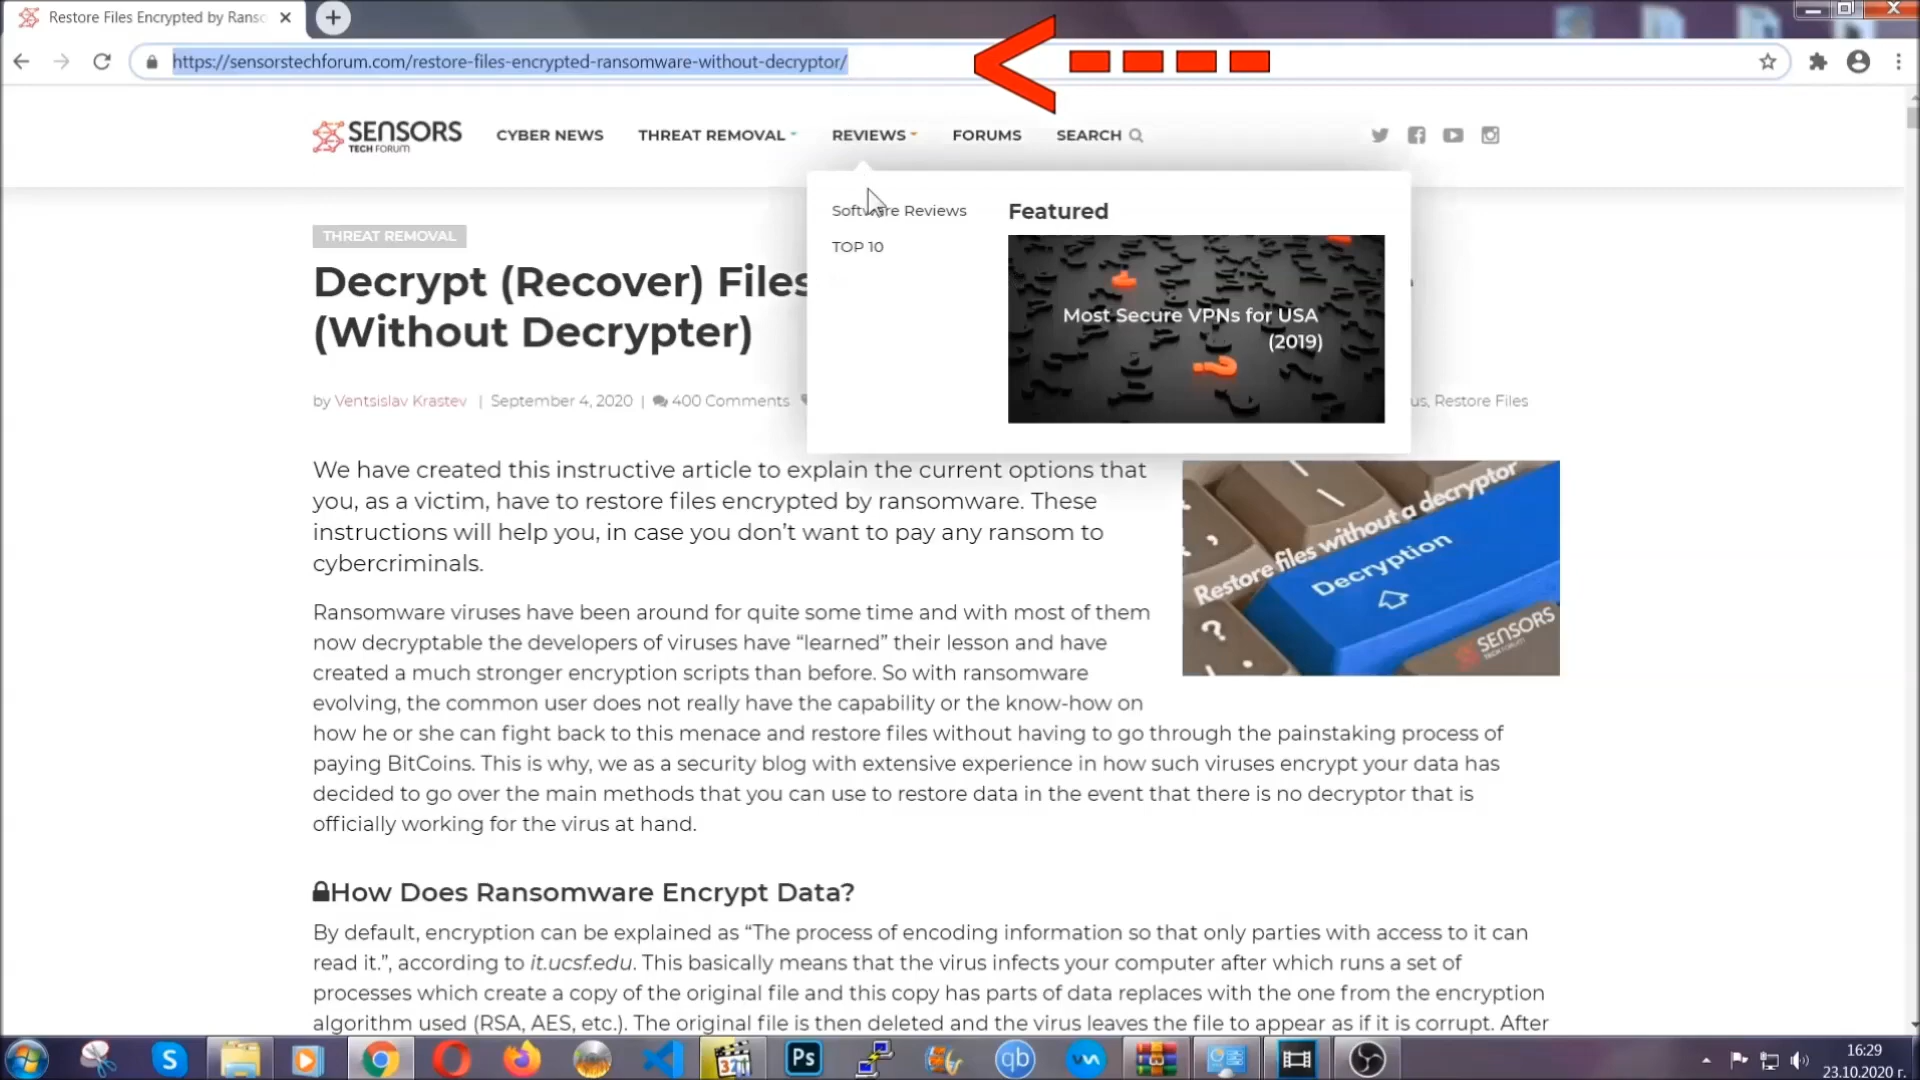 Restore Files Encrypted by Ranso
https://sensorstechforum.com/restore-files-encrypted-ransomware-without-decryptor/
SENSORS
TECH FORUM
CYBER NEWS
THREAT REMOVAL
REVIEWS
FORUMS
SEARCH
Software Reviews
TOP 10
Featured
Most Secure VPNs for USA
(2019)
THREAT REMOVAL
Decrypt (Recover) Files
(Without Decrypter)
by Ventsislav Krastev | September 4, 2020 | 400 Comments
us, Restore Files
We have created this instructive article to explain the current options that
you, as a victim, have to restore files encrypted by ransomware. These
instructions will help you, in case you don’t want to pay any ransom to
cybercriminals.
Restore files without a decryptor
Decryption
SENSORS
TECH FORUM
Ransomware viruses have been around for quite some time and with most of them
now decryptable the developers of viruses have “learned” their lesson and have
created a much stronger encryption scripts than before. So with ransomware
evolving, the common user does not really have the capability or the know-how on
how he or she can fight back to this menace and restore files without having to go through the painstaking process of
paying BitCoins. This is why, we as a security blog with extensive experience in how such viruses encrypt your data has
decided to go over the main methods that you can use to restore data in the event that there is no decryptor that is
officially working for the virus at hand.
How Does Ransomware Encrypt Data?
By default, encryption can be explained as “The process of encoding information so that only parties with access to it can
read it.”, according to it.ucsf.edu. This basically means that the virus infects your computer after which runs a set of
processes which create a copy of the original file and this copy has parts of data replaces with the one from the encryption
algorithm used (RSA, AES, etc.). The original file is then deleted and the virus leaves the file to appear as if it is corrupt. After
S
321
Ps
qb
16:29
23.10.2020 г.